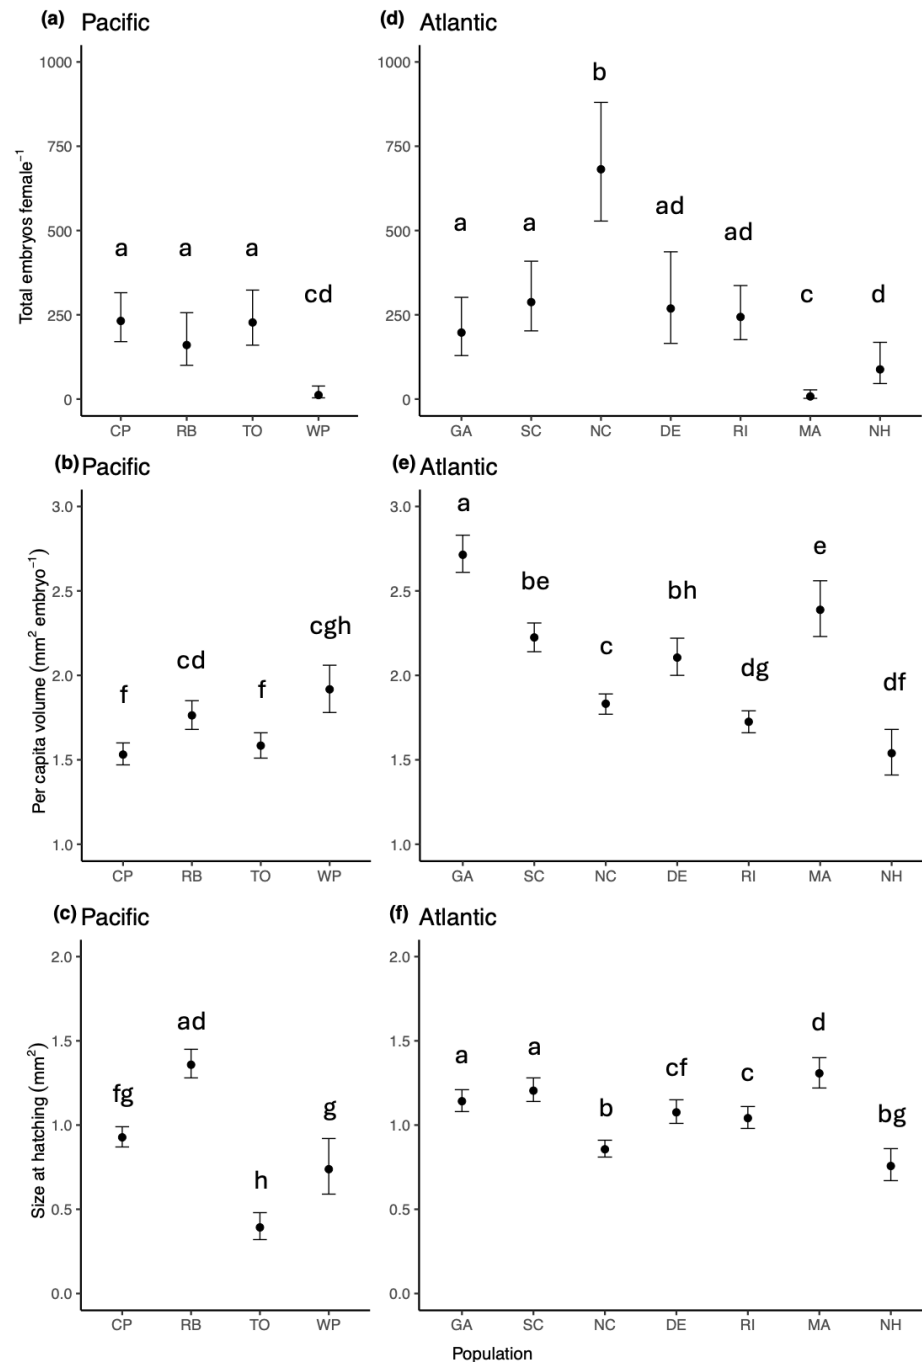 (a) Pacific
Total embryos female⁻¹
1000
750
500
250
0
a a a cd
CP RB TO WP
(d) Atlantic
1000
750
500
250
0
a a b ad ad c d
GA SC NC DE RI MA NH
(b) Pacific
Per capita volume (mm² embryo⁻¹)
3.0
2.5
2.0
1.5
1.0
f cd f cgh
CP RB TO WP
(e) Atlantic
3.0
2.5
2.0
1.5
1.0
a be c bh dg e df
GA SC NC DE RI MA NH
(c) Pacific
Size at hatching (mm²)
2.0
1.5
1.0
0.5
0.0
fg ad h g
CP RB TO WP
(f) Atlantic
2.0
1.5
1.0
0.5
0.0
a a b cf c d bg
GA SC NC DE RI MA NH
Population